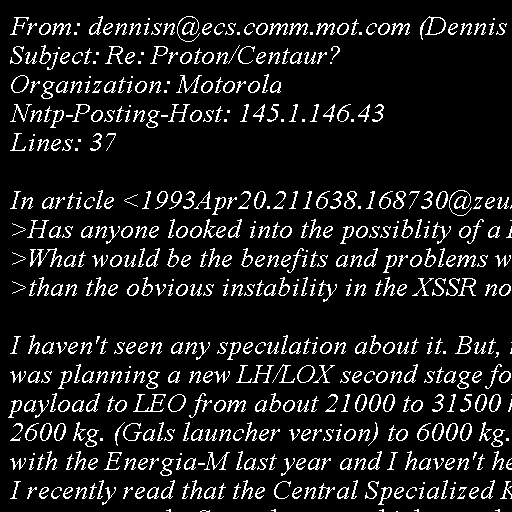 From: dennisn@ecs.comm.mot.com (Dennis
Subject: Re: Proton/Centaur?
Organization: Motorola
Nntp-Posting-Host: 145.1.146.43
Lines: 37

In article <1993Apr20.211638.168730@zeu
>Has anyone looked into the possiblity of a
>What would be the benefits and problems w
>than the obvious instability in the XSSR no

I haven't seen any speculation about it. But,
was planning a new LH/LOX second stage fo
payload to LEO from about 21000 to 31500
2600 kg. (Gals launcher version) to 6000 kg.
with the Energia-M last year and I haven't he
I recently read that the Central Specialized